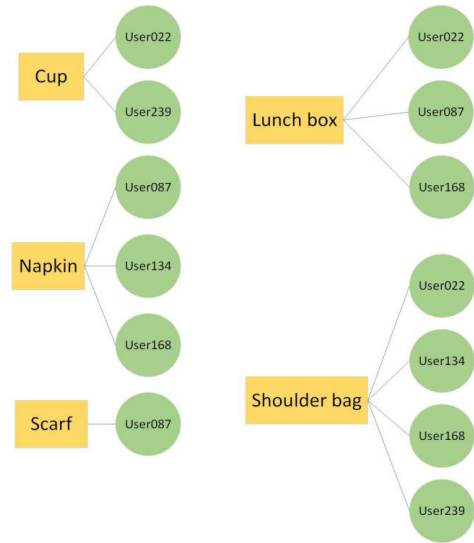 Cup
User022
User239
Napkin
User087
User134
User168
Scarf
User087
Lunch box
User022
User087
User168
Shoulder bag
User022
User134
User168
User239